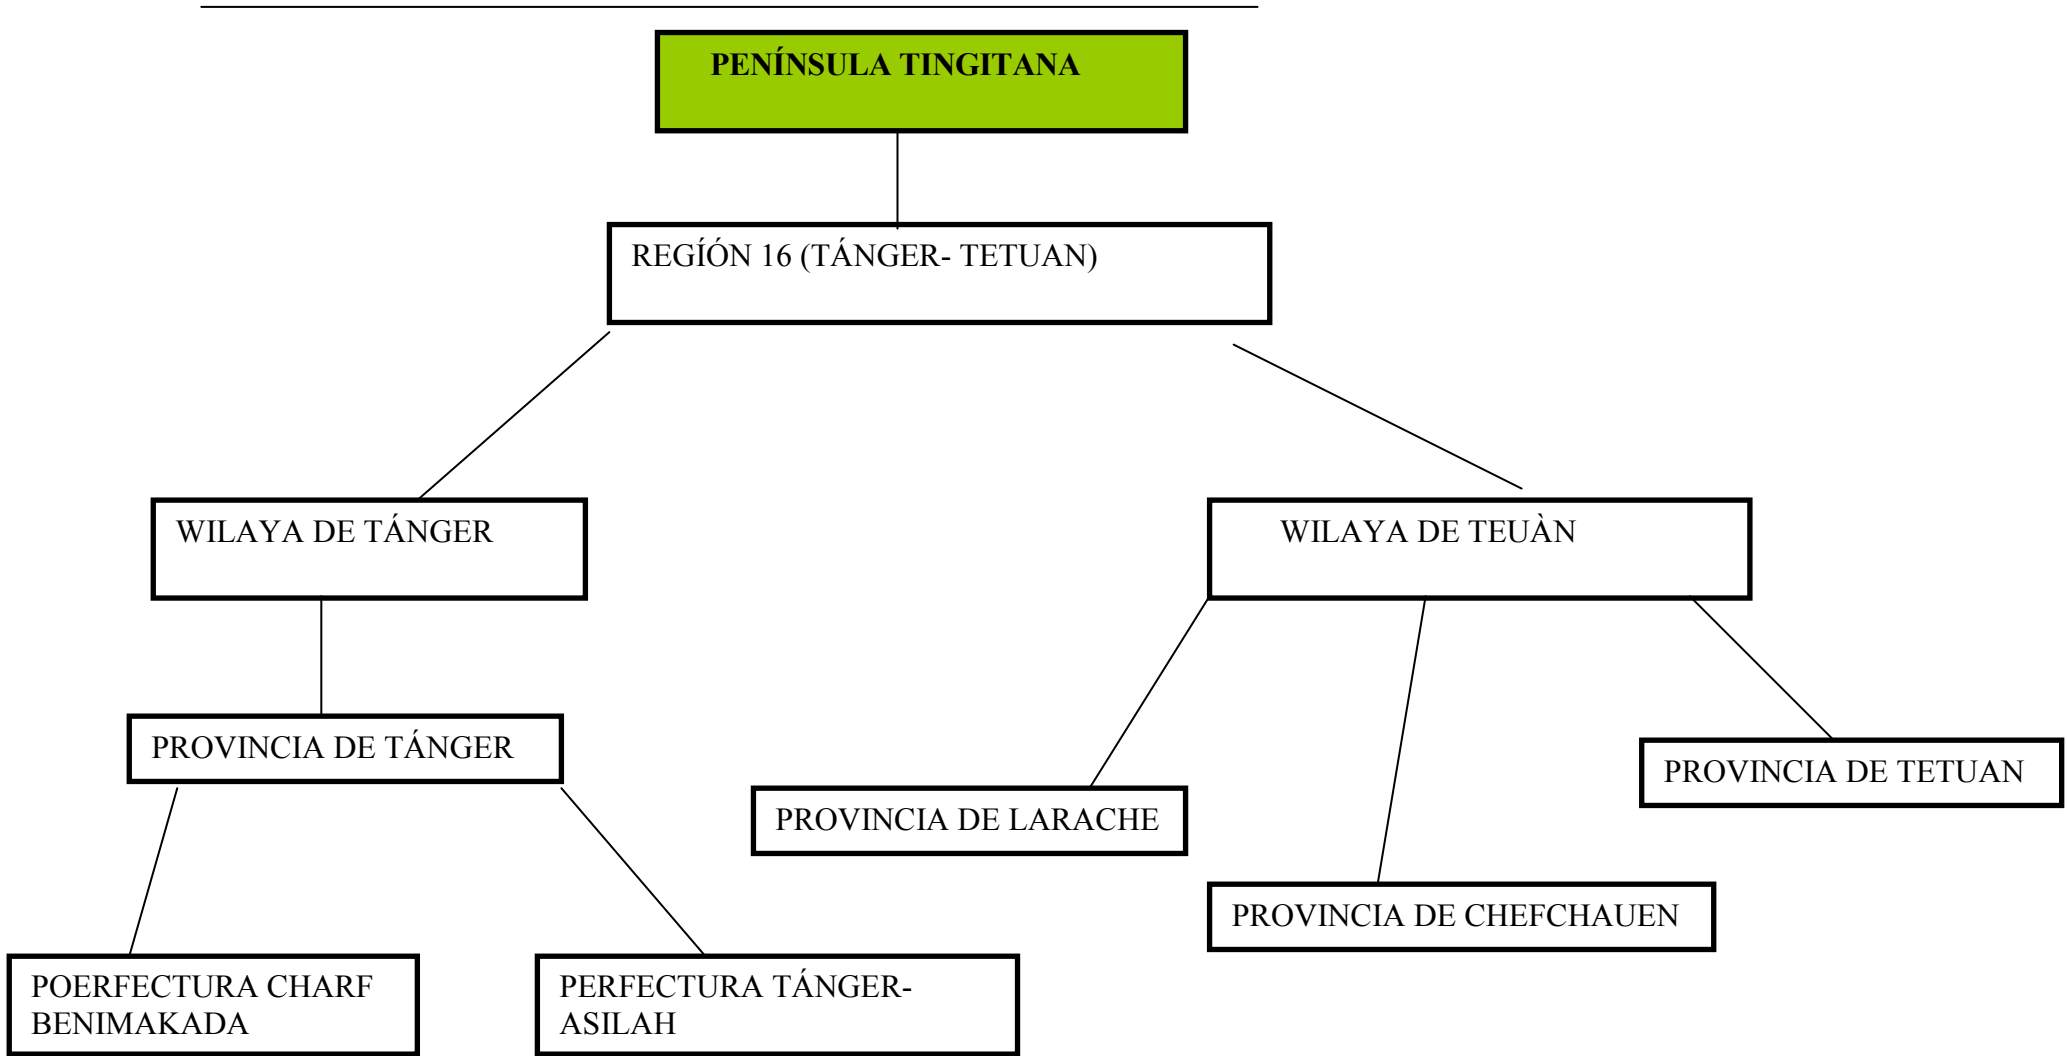 PENÍNSULA TINGITANA
REGÍÓN 16 (TÁNGER- TETUAN)
WILAYA DE TÁNGER
WILAYA DE TEUÀN
PROVINCIA DE TÁNGER
PROVINCIA DE TETUAN
PROVINCIA DE LARACHE
PROVINCIA DE CHEFCHAUEN
POERFECTURA CHARF
BENIMAKADA
PERFECTURA TÁNGER-
ASILAH